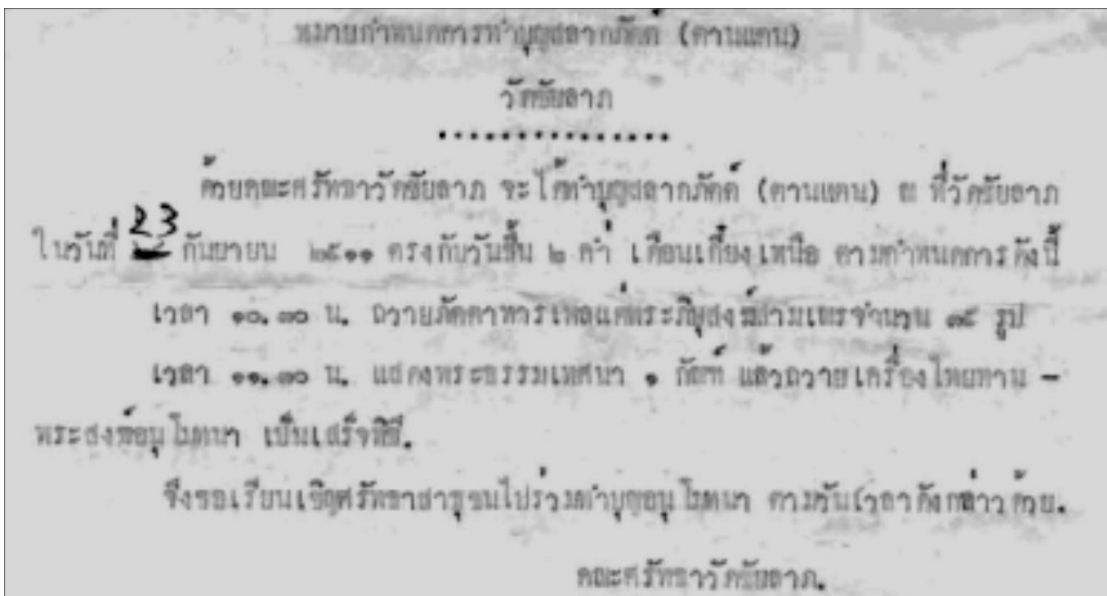 หมายกำหนดการทำบุญสลากภัตต์ (ตานแตน)
วัดชัยลาภ
...............
ด้วยคณะศรัทธาวัดชัยลาภ จะได้ทำบุญสลากภัตต์ (ตานแตน) ณ ที่วัดชัยลาภ
ในวันที่ 23 กันยายน ๒๕๑๑ ตรงกับวันขึ้น ๒ ค่ำ เดือนเกี๋ยงเหนือ ตามกำหนดการดังนี้
เวลา ๑๐.๓๐ น. ถวายภัตตาหารเพลแด่พระภิษุสงฆ์สามเณรจำนวน ๓๕ รูป
เวลา ๑๑.๓๐ น. แสดงพระธรรมเทศนา ๑ กัณฑ์ แล้วถวายเครื่องไทยทาน -
พระสงฆ์อนุโมทนา เป็นเสร็จพิธี.
จึงขอเรียนเชิญศรัทธาสาธุชนไปร่วมทำบุญอนุโมทนา ตามวันเวลาดังกล่าวด้วย.
คณะศรัทธาวัดชัยลาภ.